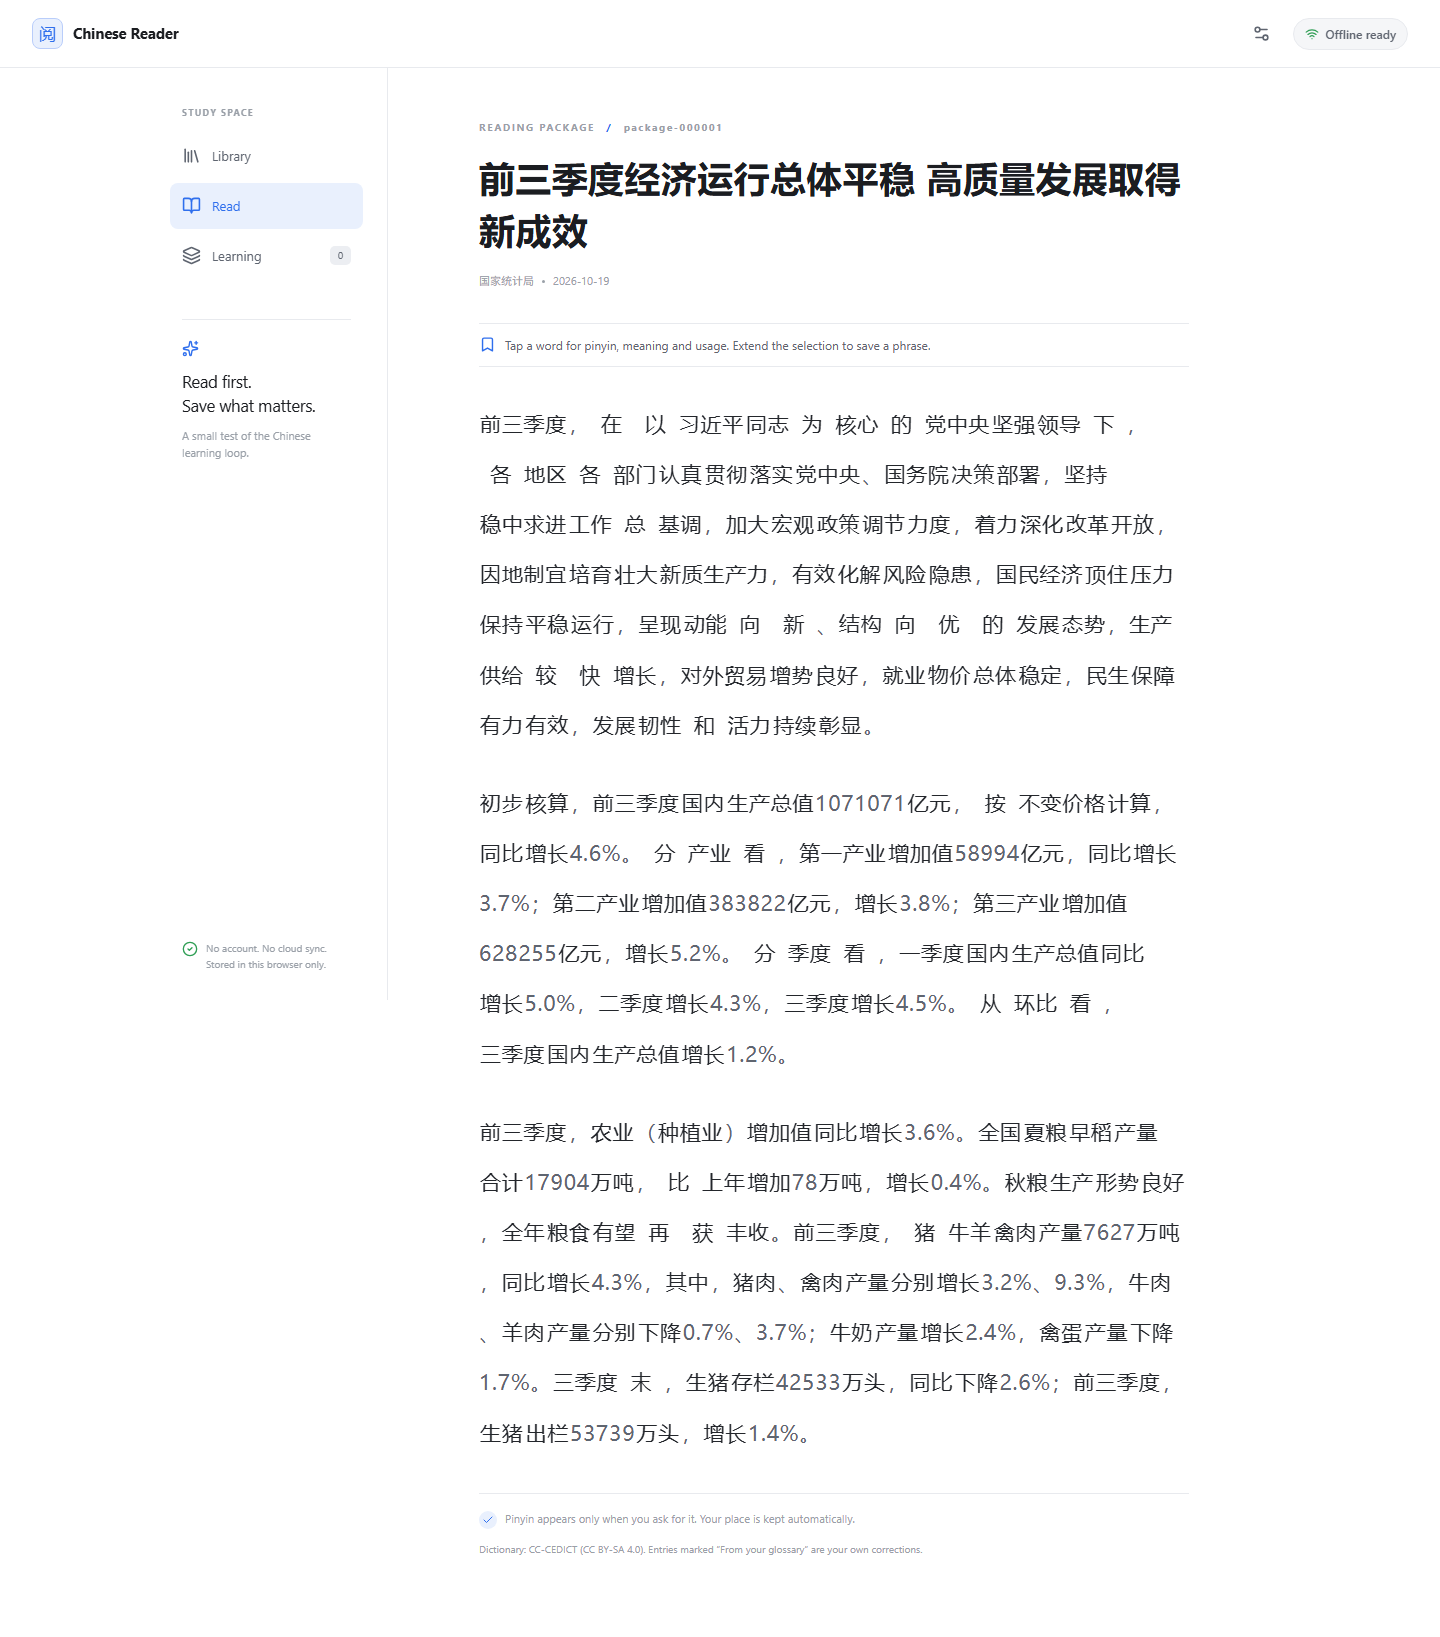 阅 Chinese Reader
Offline ready
STUDY SPACE
Library
Read
Learning 0
Read first.
Save what matters.
A small test of the Chinese
learning loop.
No account. No cloud sync.
Stored in this browser only.
READING PACKAGE / package-000001
前三季度经济运行总体平稳 高质量发展取得
新成效
国家统计局 • 2026-10-19
Tap a word for pinyin, meaning and usage. Extend the selection to save a phrase.
前三季度， 在 以 习近平同志 为 核心 的 党中央坚强领导 下 ，
各 地区 各 部门认真贯彻落实党中央、国务院决策部署，坚持
稳中求进工作 总 基调，加大宏观政策调节力度，着力深化改革开放，
因地制宜培育壮大新质生产力，有效化解风险隐患，国民经济顶住压力
保持平稳运行，呈现动能 向 新 、结构 向 优 的 发展态势，生产
供给 较 快 增长，对外贸易增势良好，就业物价总体稳定，民生保障
有力有效，发展韧性 和 活力持续彰显。
初步核算，前三季度国内生产总值1071071亿元， 按 不变价格计算，
同比增长4.6%。 分 产业 看 ，第一产业增加值58994亿元，同比增长
3.7%；第二产业增加值383822亿元，增长3.8%；第三产业增加值
628255亿元，增长5.2%。 分 季度 看 ，一季度国内生产总值同比
增长5.0%，二季度增长4.3%，三季度增长4.5%。 从 环比 看 ，
三季度国内生产总值增长1.2%。
前三季度，农业（种植业）增加值同比增长3.6%。全国夏粮早稻产量
合计17904万吨， 比 上年增加78万吨，增长0.4%。秋粮生产形势良好
，全年粮食有望 再 获 丰收。前三季度， 猪 牛羊禽肉产量7627万吨
，同比增长4.3%，其中，猪肉、禽肉产量分别增长3.2%、9.3%，牛肉
、羊肉产量分别下降0.7%、3.7%；牛奶产量增长2.4%，禽蛋产量下降
1.7%。三季度 末 ，生猪存栏42533万头，同比下降2.6%；前三季度，
生猪出栏53739万头，增长1.4%。
Pinyin appears only when you ask for it. Your place is kept automatically.
Dictionary: CC-CEDICT (CC BY-SA 4.0). Entries marked "From your glossary" are your own corrections.